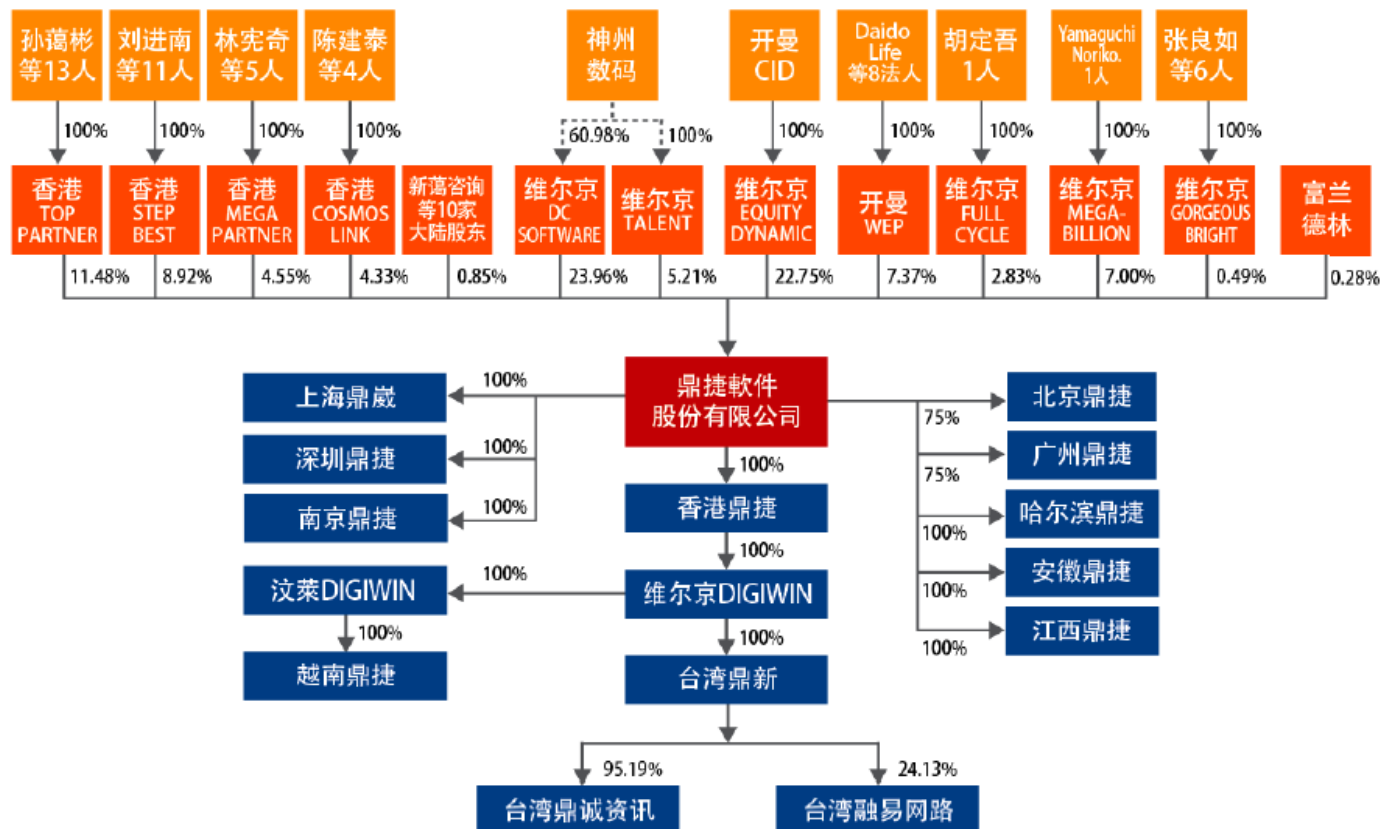 孙蔼彬
等13人
刘进南
等11人
林宪奇
等5人
陈建泰
等4人
神州
数码
开曼
CID
Daido
Life
等8法人
胡定吾
1人
Yamaguchi
Noriko.
1人
张良如
等6人
100%
100%
100%
100%
60.98%
100%
100%
100%
100%
100%
100%
香港
TOP
PARTNER
香港
STEP
BEST
香港
MEGA
PARTNER
香港
COSMOS
LINK
新蔼咨询
等10家
大陆股东
维尔京
DC
SOFTWARE
维尔京
TALENT
维尔京
EQUITY
DYNAMIC
开曼
WEP
维尔京
FULL
CYCLE
维尔京
MEGA-
BILLION
维尔京
GORGEOUS
BRIGHT
富兰
德林
11.48%
8.92%
4.55%
4.33%
0.85%
23.96%
5.21%
22.75%
7.37%
2.83%
7.00%
0.49%
0.28%
鼎捷軟件
股份有限公司
100%
上海鼎崴
100%
深圳鼎捷
100%
南京鼎捷
北京鼎捷
75%
广州鼎捷
75%
哈尔滨鼎捷
100%
安徽鼎捷
100%
江西鼎捷
100%
100%
香港鼎捷
100%
维尔京DIGIWIN
100%
汶莱DIGIWIN
100%
越南鼎捷
100%
台湾鼎新
95.19%
24.13%
台湾鼎诚资讯
台湾融易网路